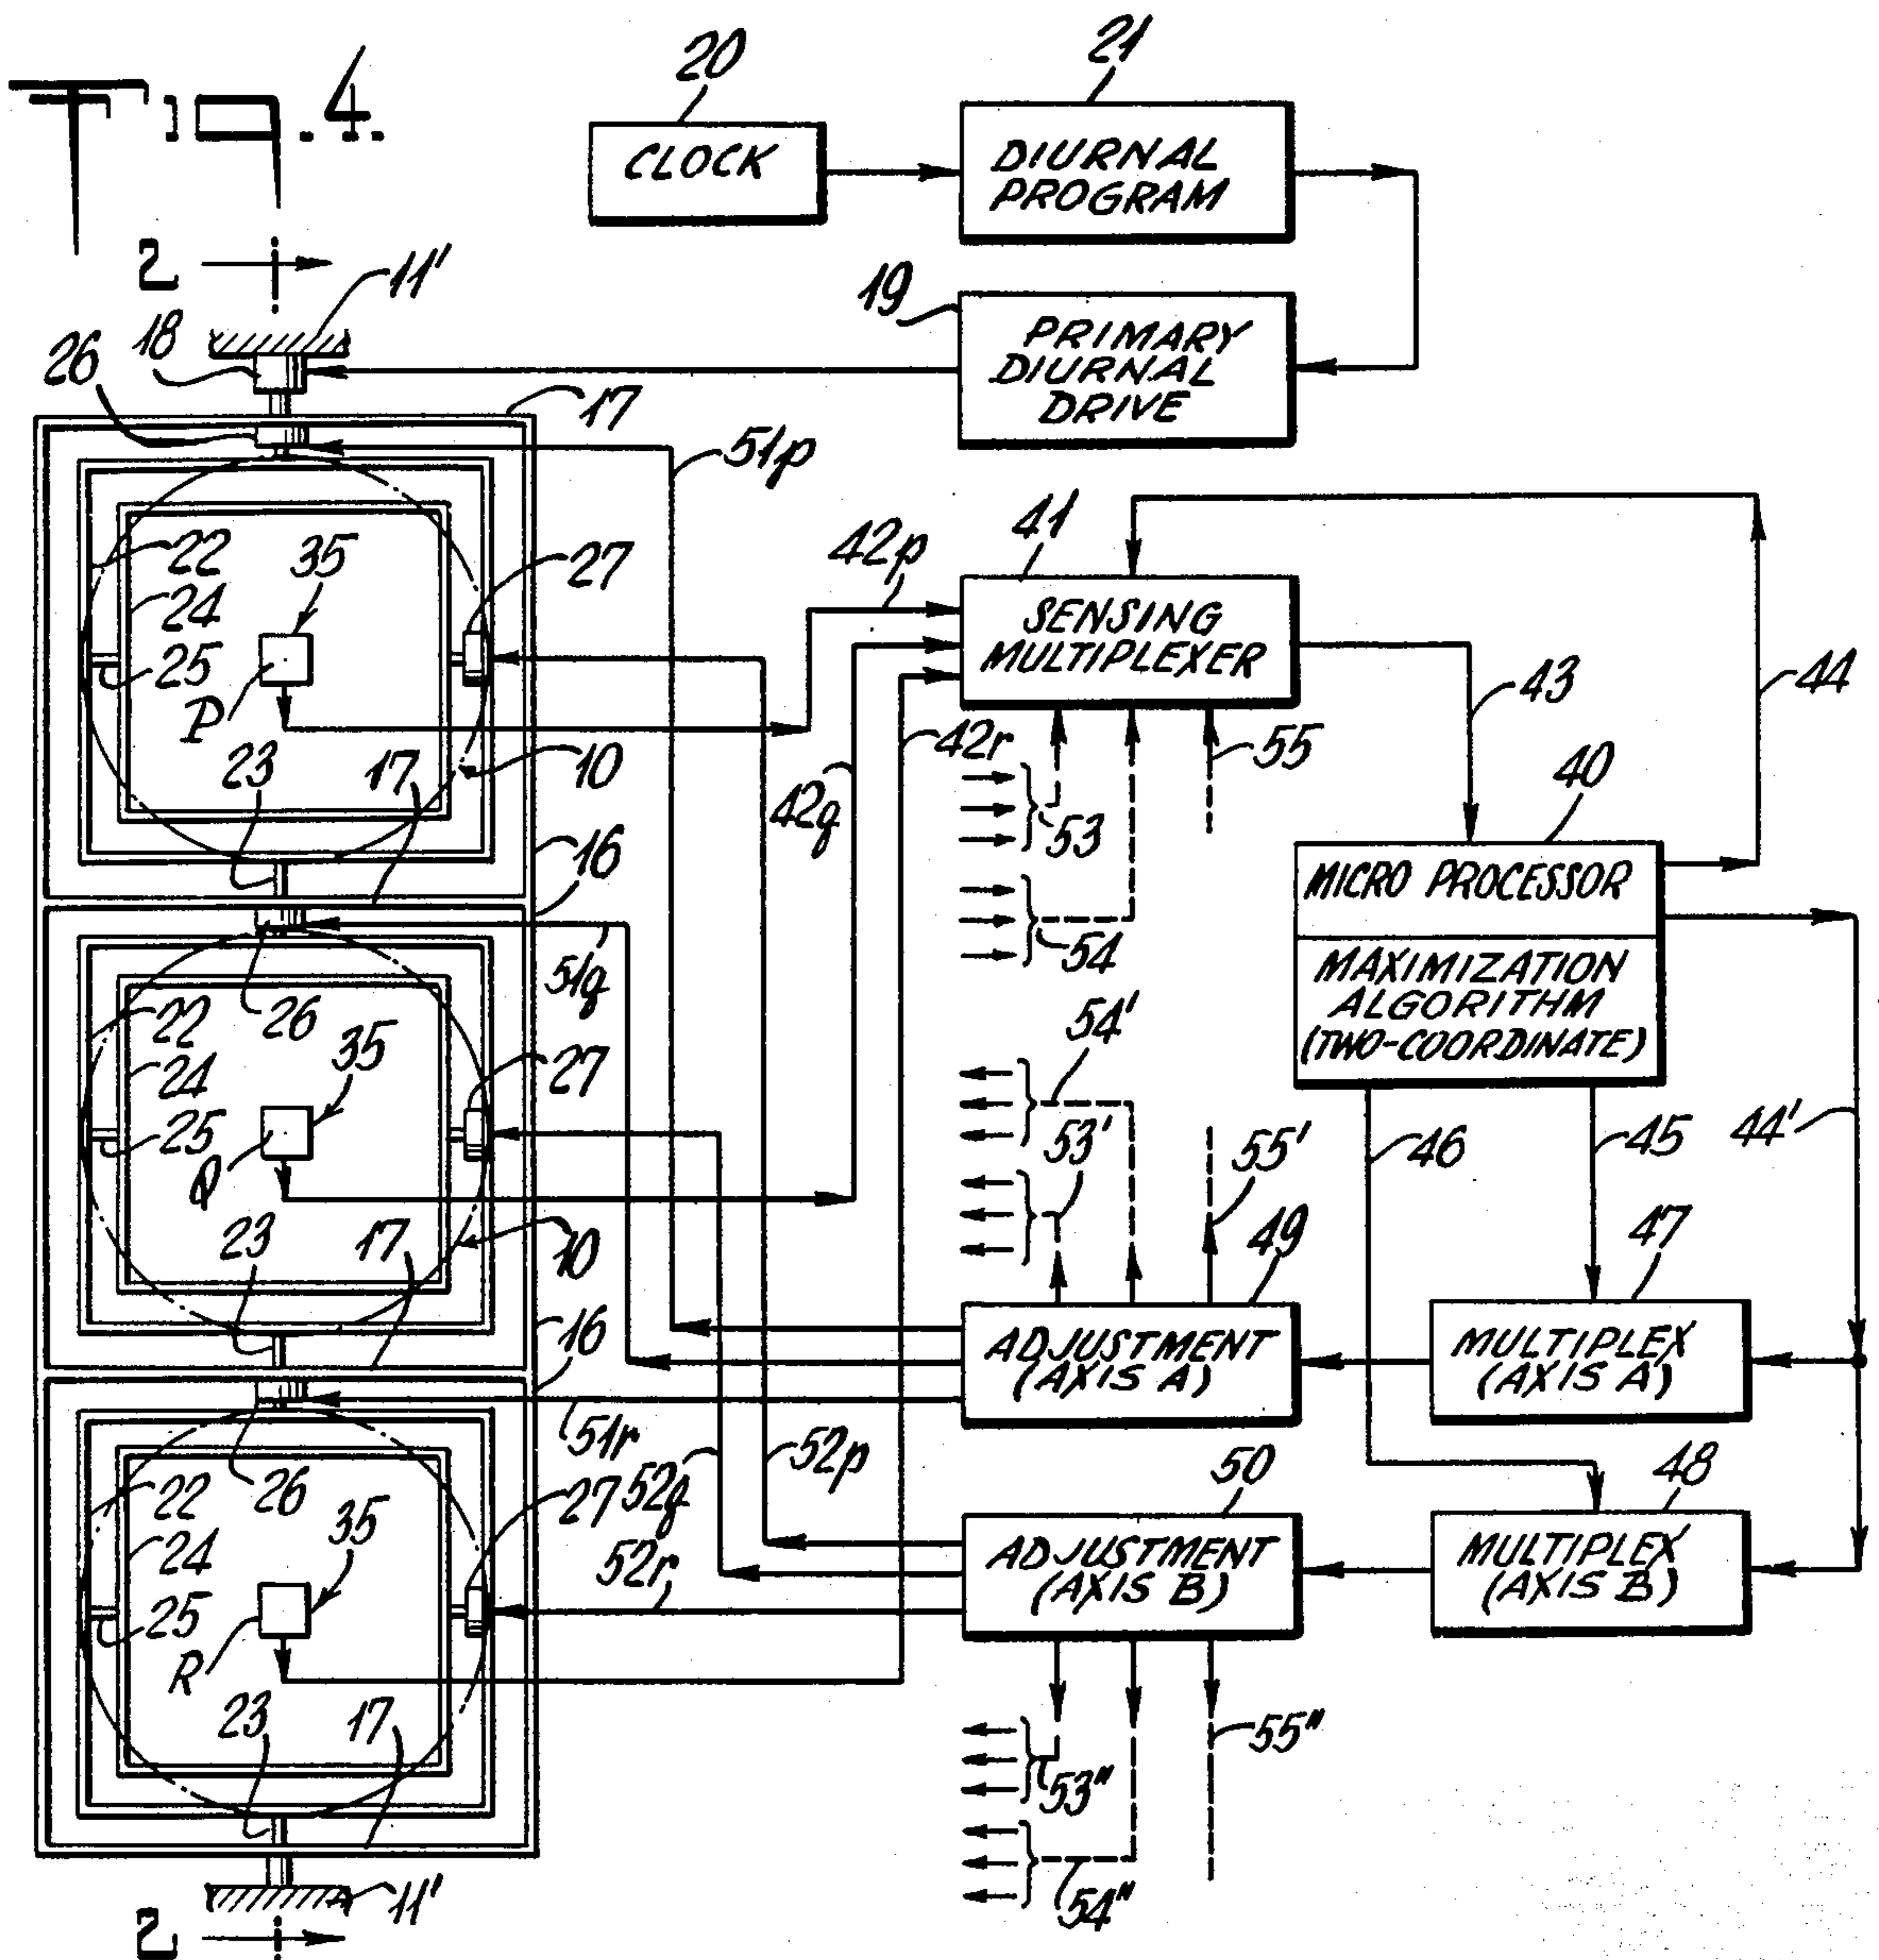 Fig. 4.
20
21
CLOCK
DIURNAL
PROGRAM
2
11'
18
19
PRIMARY
DIURNAL
DRIVE
26
17
51p
41
42p
22
35
27
SENSING
MULTIPLEXER
24
25
P
43
44
42r
10
55
23
17
42q
53
40
16
54
MICRO PROCESSOR
51q
MAXIMIZATION
ALGORITHM
(TWO-COORDINATE)
22
26
54'
35
24
27
25
53'
46
45
44'
Q
55'
23
17
10
49
47
16
ADJUSTMENT
(AXIS A)
MULTIPLEX
(AXIS A)
51r
52p
50
48
22
26
27
52q
35
24
ADJUSTMENT
(AXIS B)
MULTIPLEX
(AXIS B)
52r
25
R
23
17
55"
53"
11'
54"
2